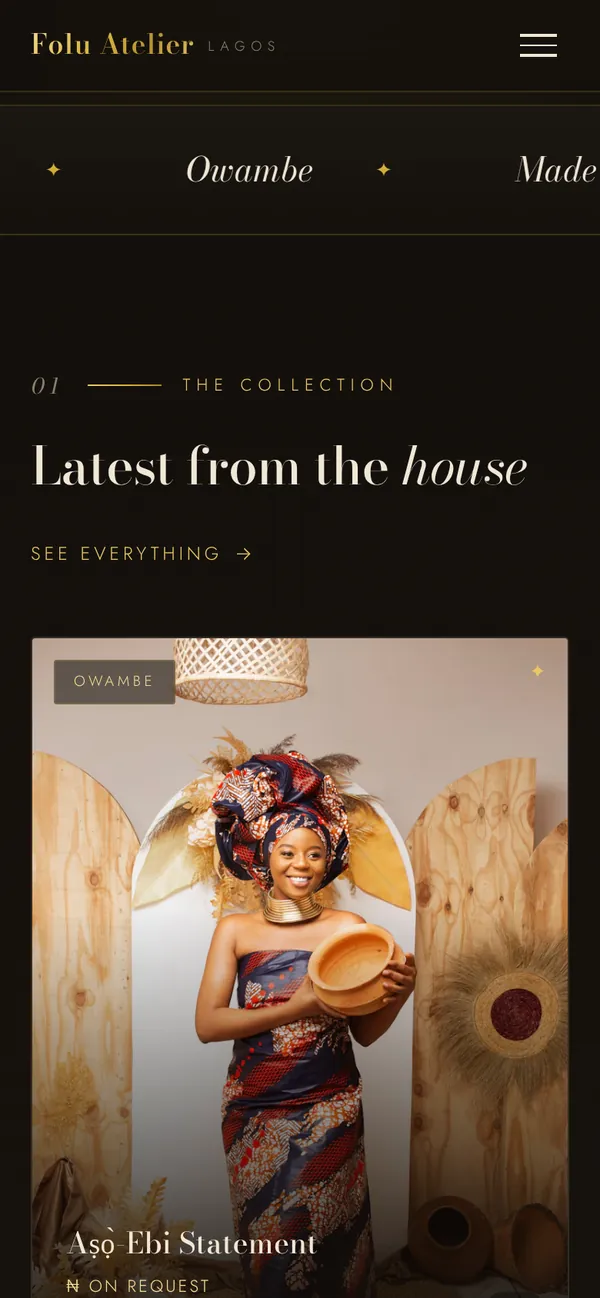 Folu Atelier LAGOS
✦ Owambe ✦ Made
01 THE COLLECTION
Latest from the house
SEE EVERYTHING →
OWAMBE ✦
Aṣọ̀-Ebi Statement
₦ ON REQUEST